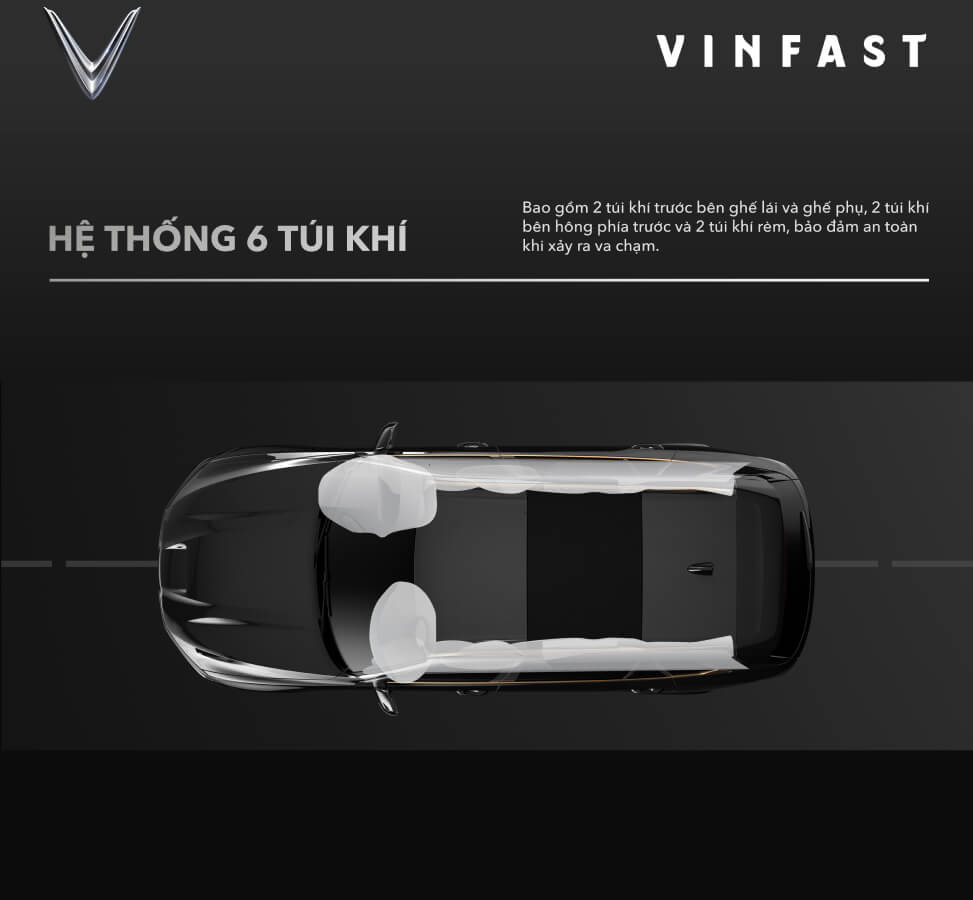 VINFAST
HỆ THỐNG 6 TÚI KHÍ
Bao gồm 2 túi khí trước bên ghế lái và ghế phụ, 2 túi khí
bên hông phía trước và 2 túi khí rèm, bảo đảm an toàn
khi xảy ra va chạm.